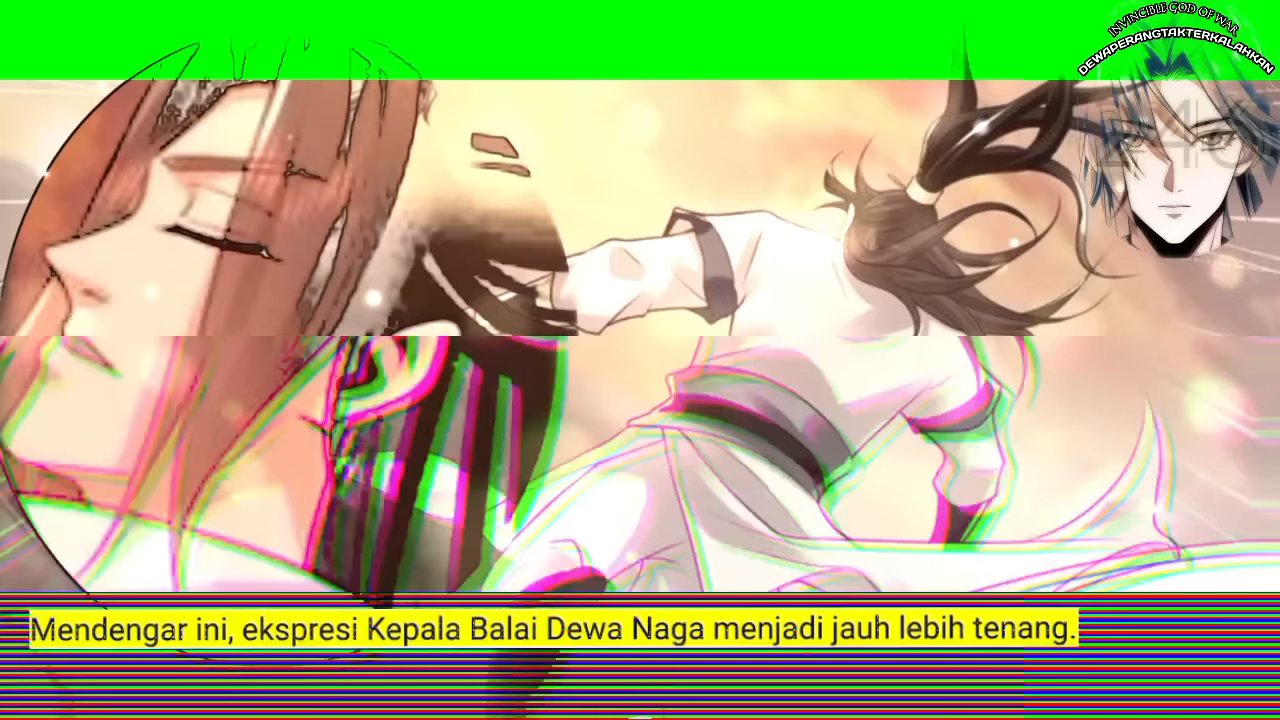 INVINCIBLE GOD OF WAR
DEWAPERANGTAKTERKALAHKAN
Mendengar ini, ekspresi Kepala Balai Dewa Naga menjadi jauh lebih tenang.